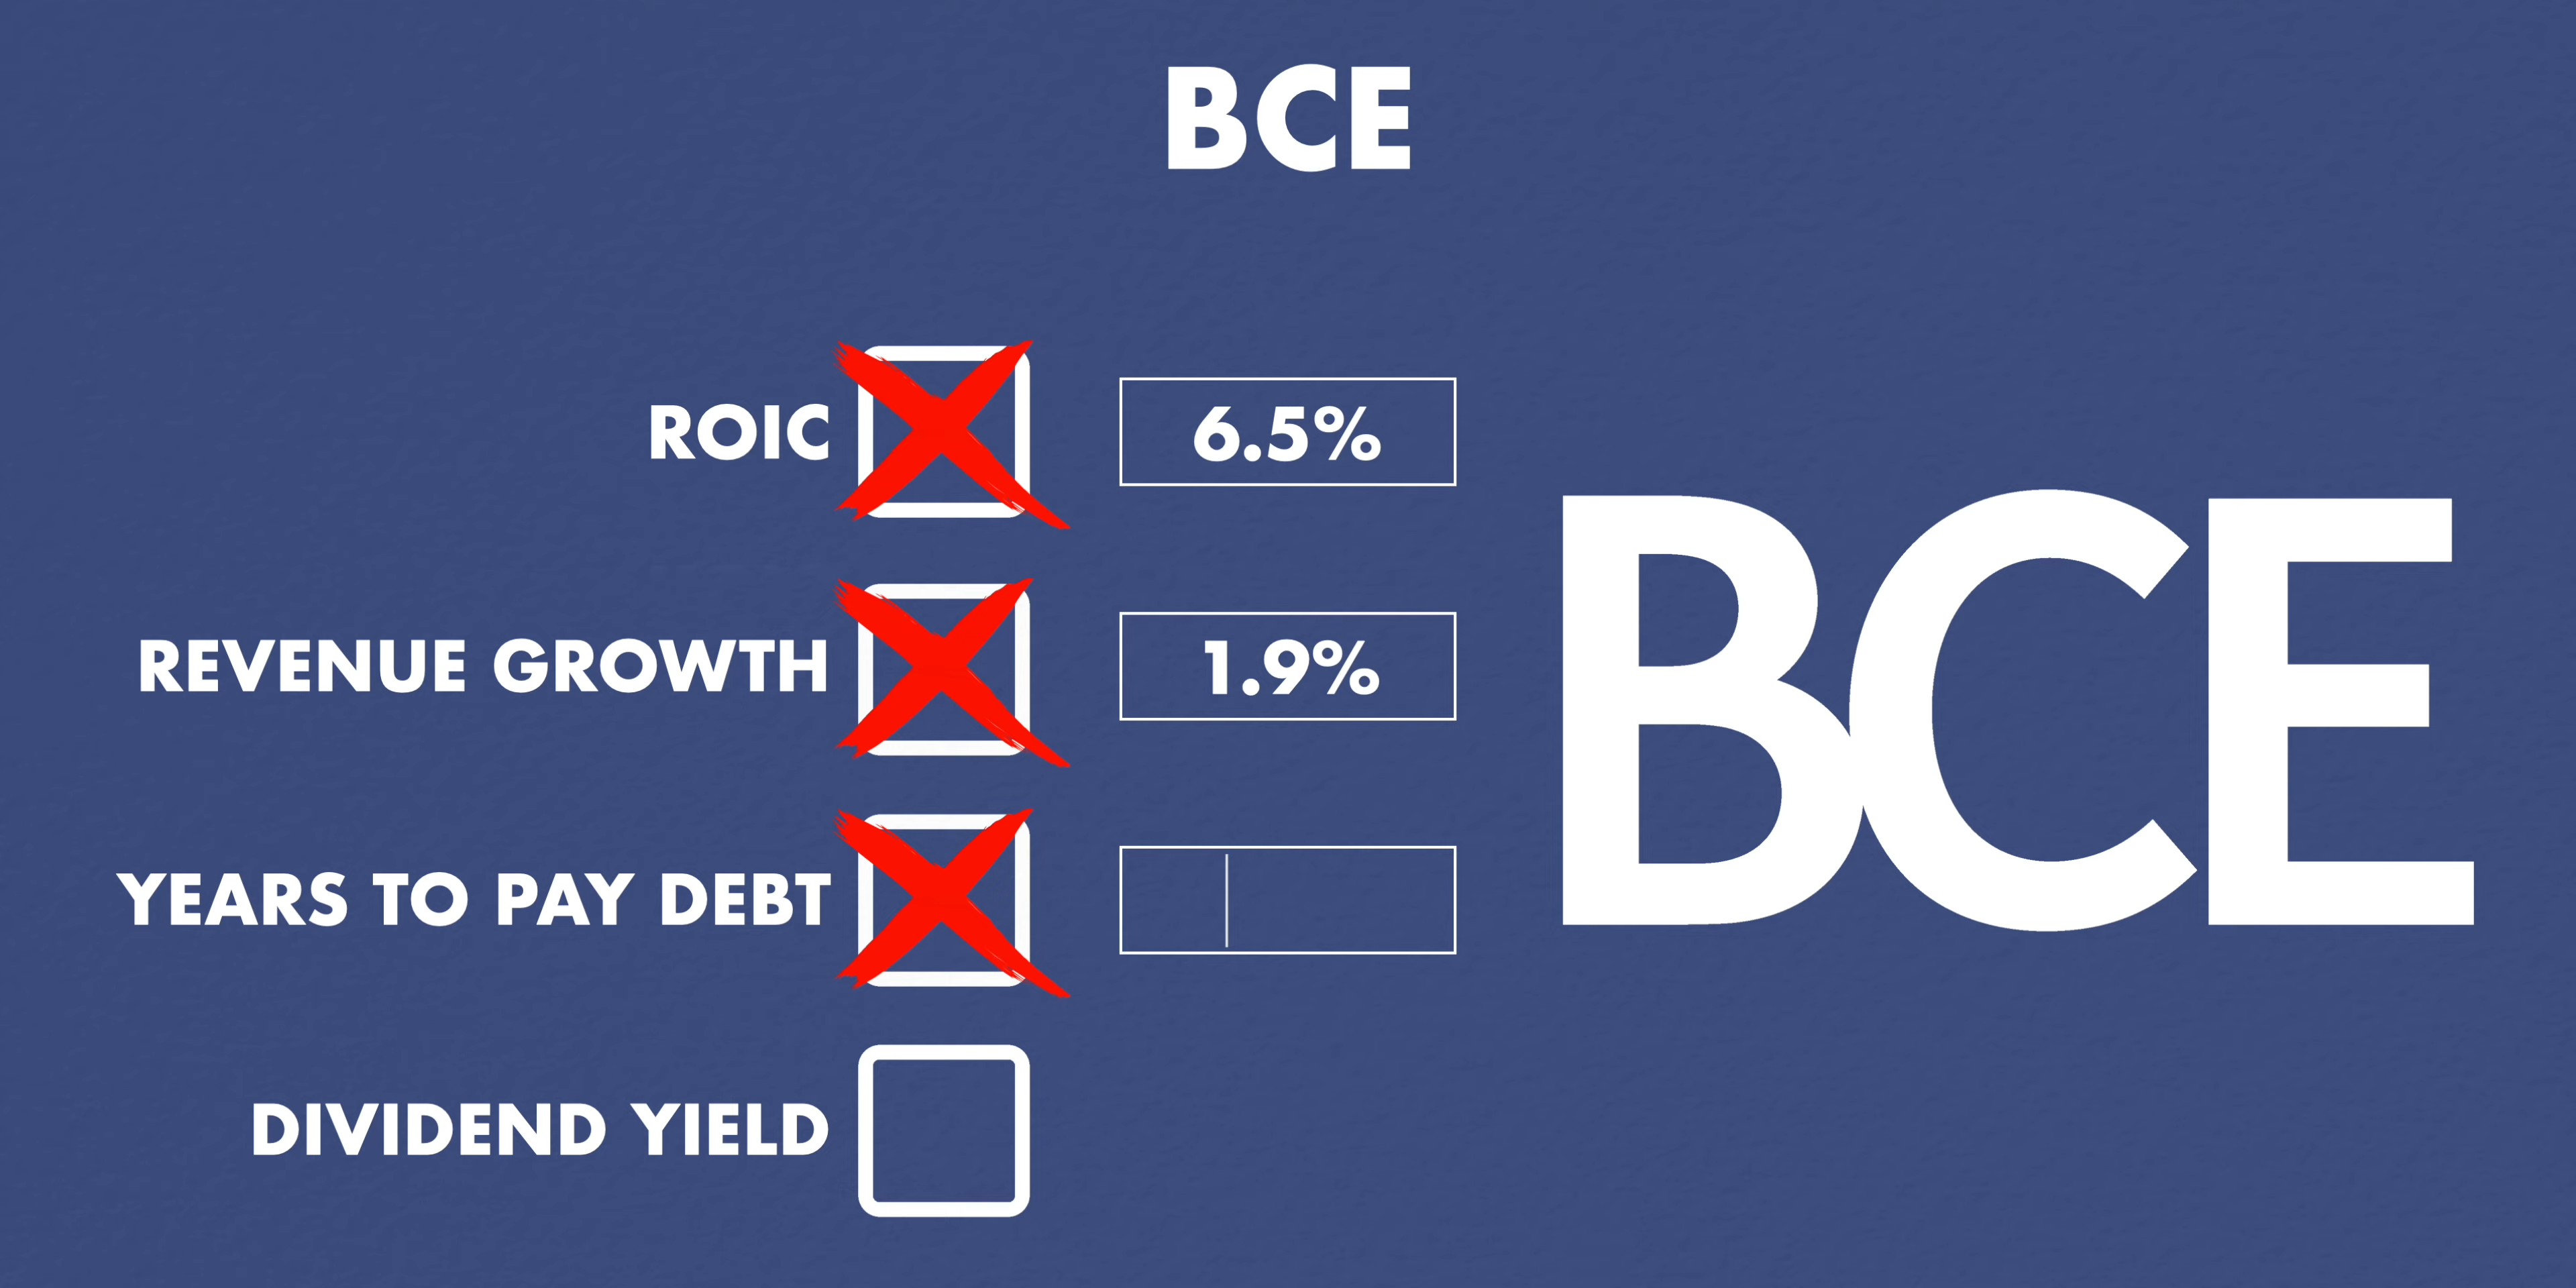 BCE
ROIC 6.5%
REVENUE GROWTH 1.9%
BCE
YEARS TO PAY DEBT
DIVIDEND YIELD